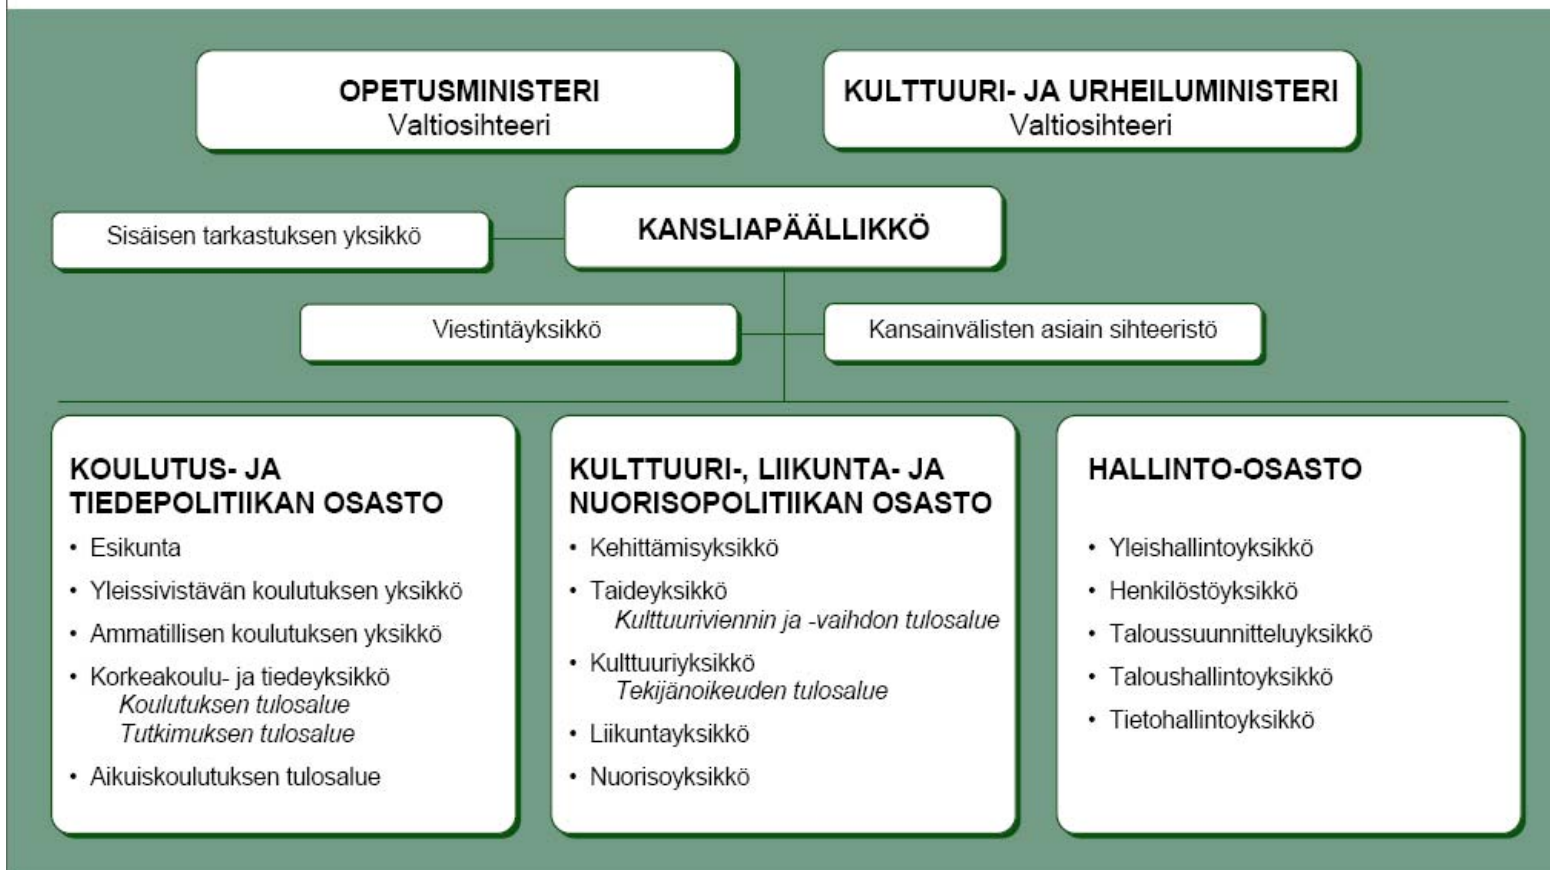 OPETUSMINISTERI
Valtiosihteeri
KULTTUURI- JA URHEILUMINISTERI
Valtiosihteeri
KANSLIAPÄÄLLIKKÖ
Sisäisen tarkastuksen yksikkö
Viestintäyksikkö
Kansainvälisten asiain sihteeristö
KOULUTUS- JA
TIEDEPOLITIIKAN OSASTO
• Esikunta
• Yleissivistävän koulutuksen yksikkö
• Ammatillisen koulutuksen yksikkö
• Korkeakoulu- ja tiedeyksikkö
Koulutuksen tulosalue
Tutkimuksen tulosalue
• Aikuiskoulutuksen tulosalue
KULTTUURI-, LIIKUNTA- JA
NUORISOPOLITIIKAN OSASTO
• Kehittämisyksikkö
• Taideyksikkö
Kulttuuriviennin ja -vaihdon tulosalue
• Kulttuuriyksikkö
Tekijänoikeuden tulosalue
• Liikuntayksikkö
• Nuorisoyksikkö
HALLINTO-OSASTO
• Yleishallintoyksikkö
• Henkilöstöyksikkö
• Taloussuunnitteluyksikkö
• Taloushallintoyksikkö
• Tietohallintoyksikkö